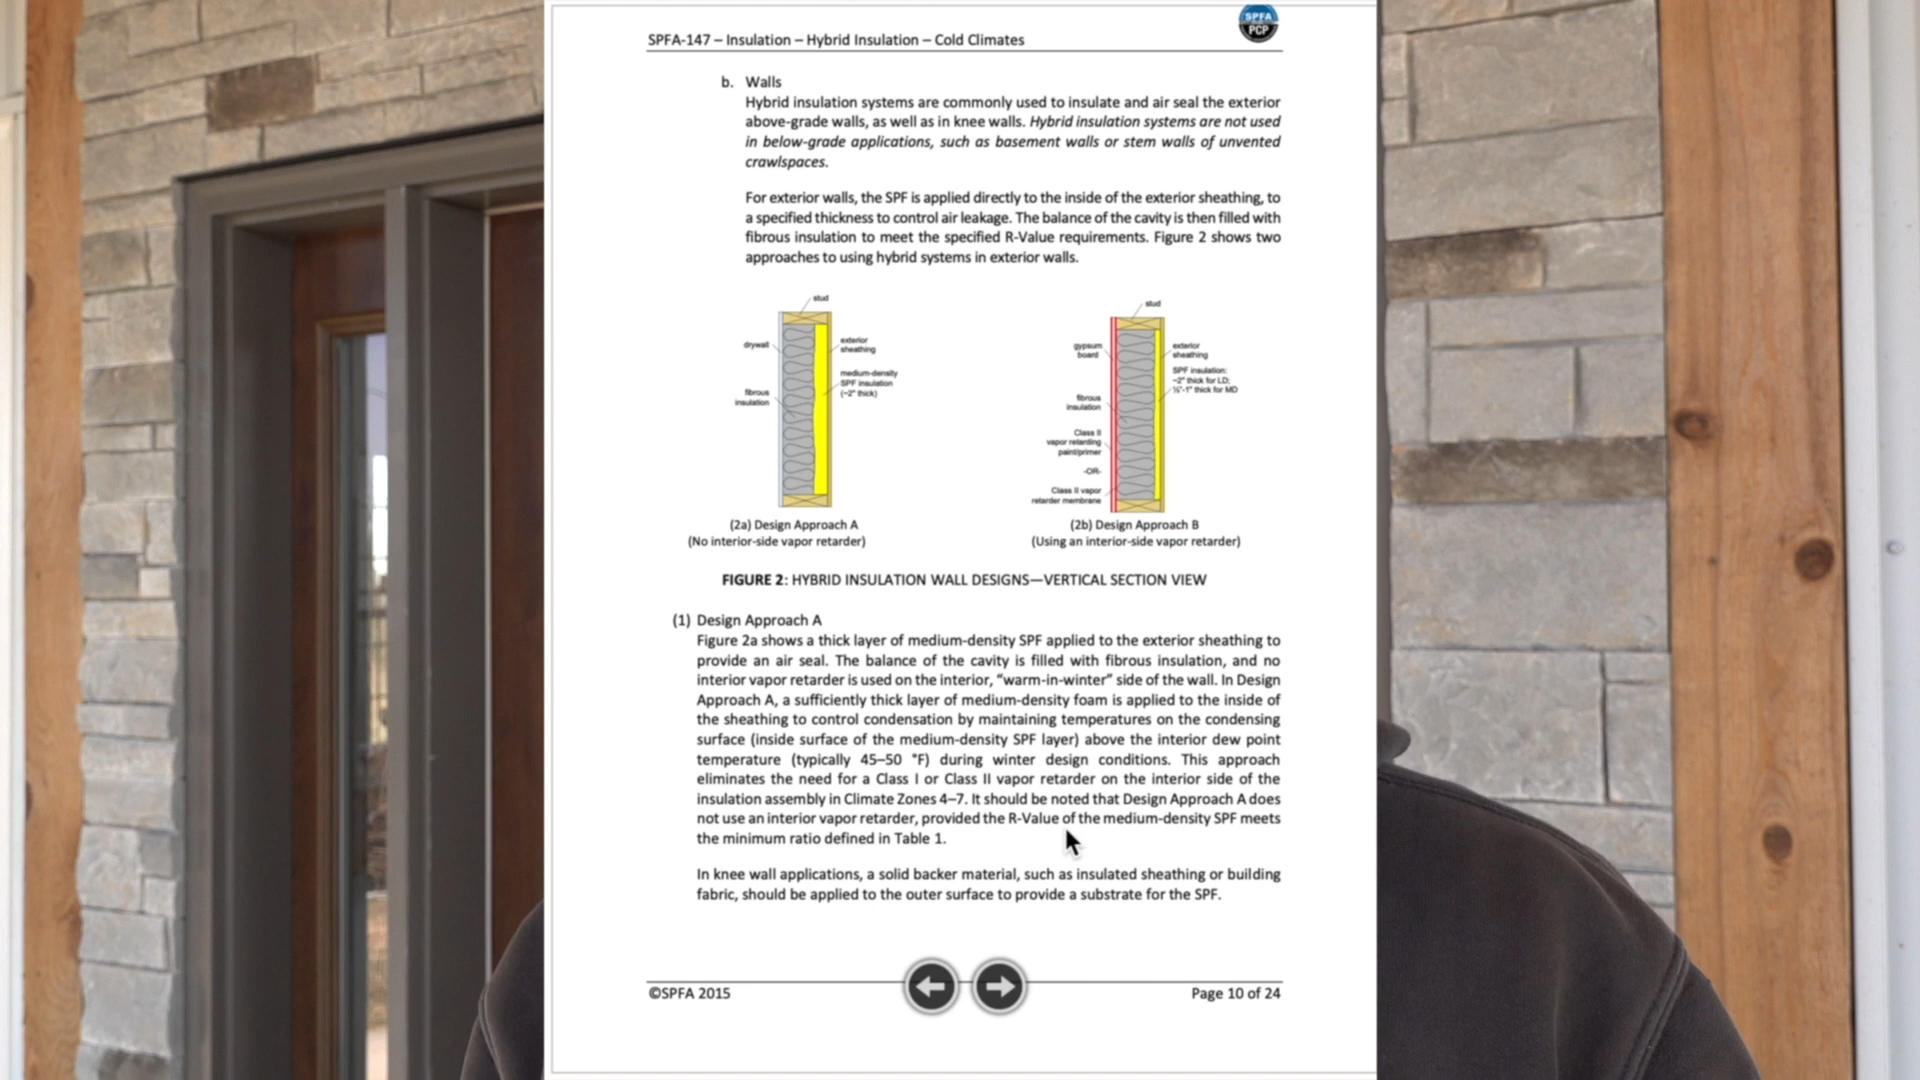 SPFA
PCP
SPFA-147 – Insulation – Hybrid Insulation – Cold Climates
b. Walls
Hybrid insulation systems are commonly used to insulate and air seal the exterior
above-grade walls, as well as in knee walls. Hybrid insulation systems are not used
in below-grade applications, such as basement walls or stem walls of unvented
crawlspaces.
For exterior walls, the SPF is applied directly to the inside of the exterior sheathing, to
a specified thickness to control air leakage. The balance of the cavity is then filled with
fibrous insulation to meet the specified R-Value requirements. Figure 2 shows two
approaches to using hybrid systems in exterior walls.
stud
drywall
exterior
sheathing
medium-density
SPF insulation
(~2" thick)
fibrous
insulation
(2a) Design Approach A
(No interior-side vapor retarder)
stud
gypsum
board
exterior
sheathing
SPF insulation:
~2" thick for LD;
½"-1" thick for MD
fibrous
insulation
Class II
vapor retarding
paint/primer
-OR-
Class II vapor
retarder membrane
(2b) Design Approach B
(Using an interior-side vapor retarder)
FIGURE 2: HYBRID INSULATION WALL DESIGNS—VERTICAL SECTION VIEW
(1) Design Approach A
Figure 2a shows a thick layer of medium-density SPF applied to the exterior sheathing to
provide an air seal. The balance of the cavity is filled with fibrous insulation, and no
interior vapor retarder is used on the interior, “warm-in-winter” side of the wall. In Design
Approach A, a sufficiently thick layer of medium-density foam is applied to the inside of
the sheathing to control condensation by maintaining temperatures on the condensing
surface (inside surface of the medium-density SPF layer) above the interior dew point
temperature (typically 45–50 °F) during winter design conditions. This approach
eliminates the need for a Class I or Class II vapor retarder on the interior side of the
insulation assembly in Climate Zones 4–7. It should be noted that Design Approach A does
not use an interior vapor retarder, provided the R-Value of the medium-density SPF meets
the minimum ratio defined in Table 1.
In knee wall applications, a solid backer material, such as insulated sheathing or building
fabric, should be applied to the outer surface to provide a substrate for the SPF.
©SPFA 2015
Page 10 of 24